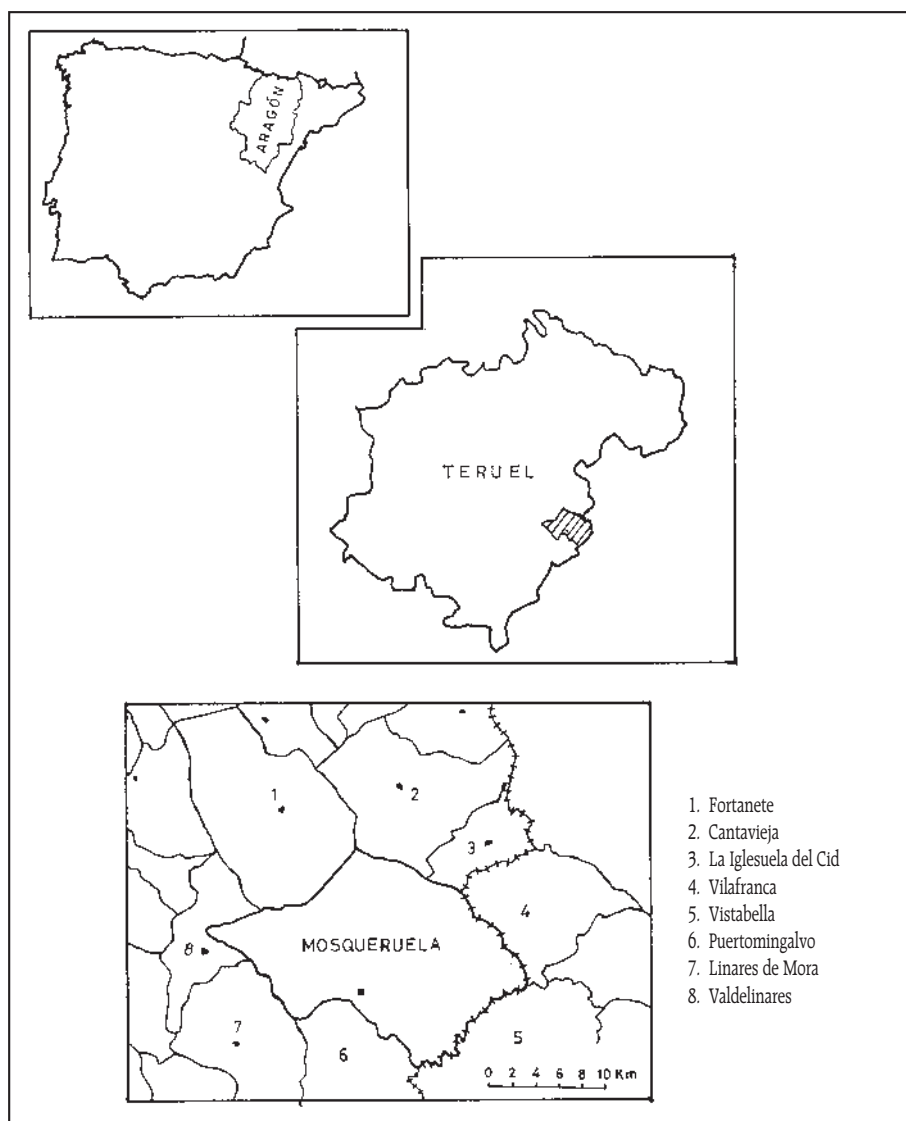 ARAGÓN
TERUEL
1
2
3
4
MOSQUERUELA
8
7
6
5
0 2 4 6 8 10 Km
1. Fortanete
2. Cantavieja
3. La Iglesuela del Cid
4. Vilafranca
5. Vistabella
6. Puertomingalvo
7. Linares de Mora
8. Valdelinares